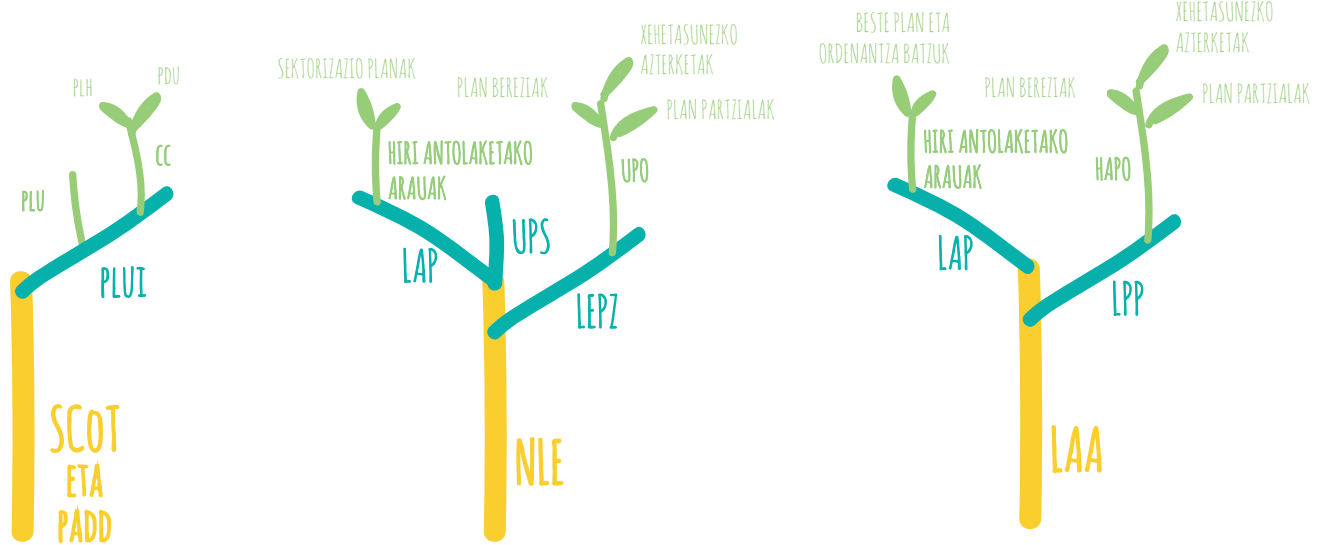 PLH
PDU
CC
PLU
PLUI
SCoT
ETA
PADD
SEKTORIZAZIO PLANAK
PLAN BEREZIAK
XEHETASUNEZKO
AZTERKETAK
PLAN PARTZIALAK
HIRI ANTOLAKETAKO
ARAUAK
UPO
UPS
LAP
LEPZ
NLE
BESTE PLAN ETA
ORDENANTZA BATZUK
PLAN BEREZIAK
XEHETASUNEZKO
AZTERKETAK
PLAN PARTZIALAK
HIRI ANTOLAKETAKO
ARAUAK
HAPO
LAP
LPP
LAA